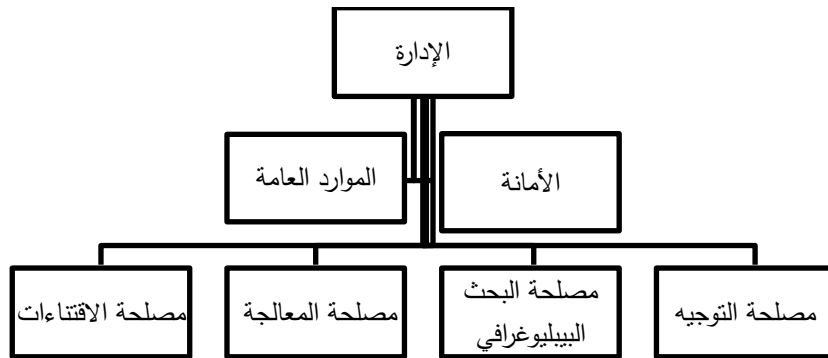 الإدارة
الأمانة
الموارد العامة
مصلحة التوجيه
مصلحة البحث
البيبليوغرافي
مصلحة المعالجة
مصلحة الاقتناءات